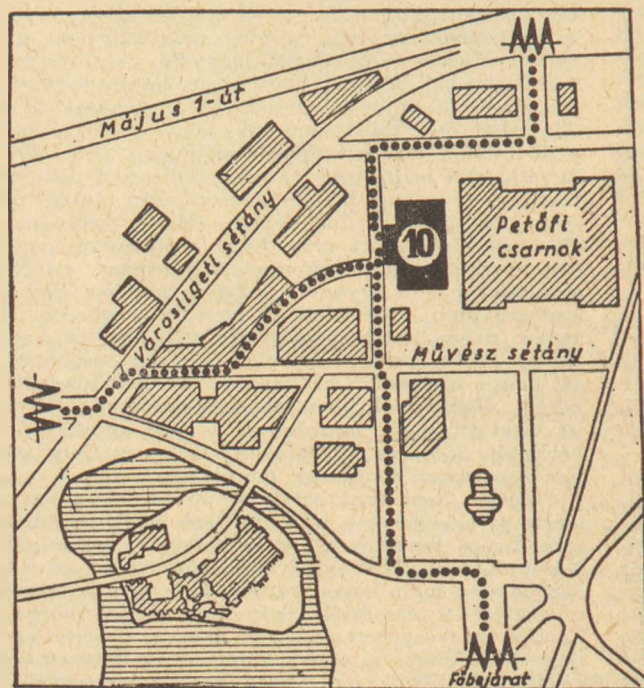 Május 1-út
Városligeti sétány
10
Petőfi
csarnok
Művész sétány
Főbejárat